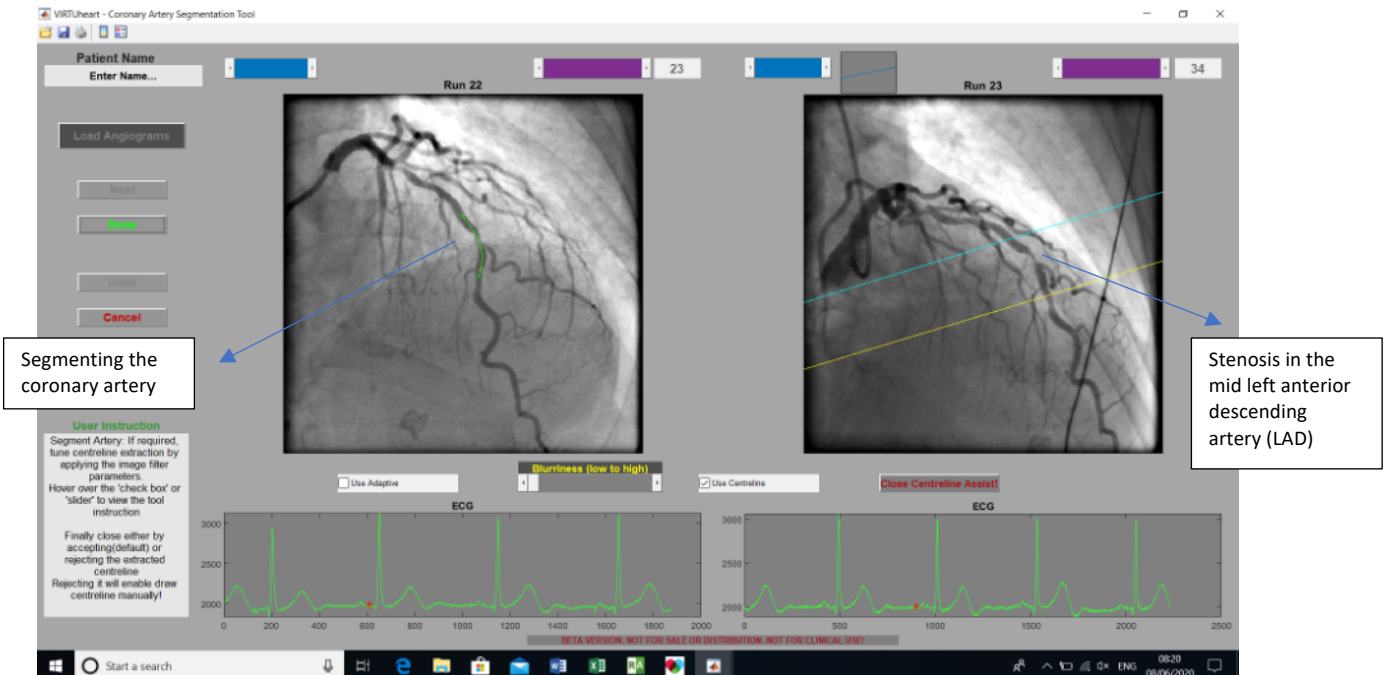 VIRTUheart - Coronary Artery Segmentation Tool
Patient Name
Enter Name...
23
34
Run 22
Run 23
Load Angiograms
Next
Done
Undo
Cancel
Segmenting the
coronary artery
Stenosis in the
mid left anterior
descending
artery (LAD)
User Instruction
Segment Artery: If required,
tune centreline extraction by
applying the image filter
parameters.
Hover over the 'check box' or
'slider' to view the tool
instruction
Finally close either by
accepting(default) or
rejecting the extracted
centreline
Rejecting it will enable draw
centreline manually!
Use Adaptive
Blurriness (low to high)
Use Centreline
Close Centreline Assist!
ECG
3000
2500
2000
0 200 400 600 800 1000 1200 1400 1600 1800 2000
ECG
3000
2500
2000
0 500 1000 1500 2000 2500
BETA VERSION. NOT FOR SALE OR DISTRIBUTION. NOT FOR CLINICAL USE!
Start a search
ENG
08:20
08/06/2020